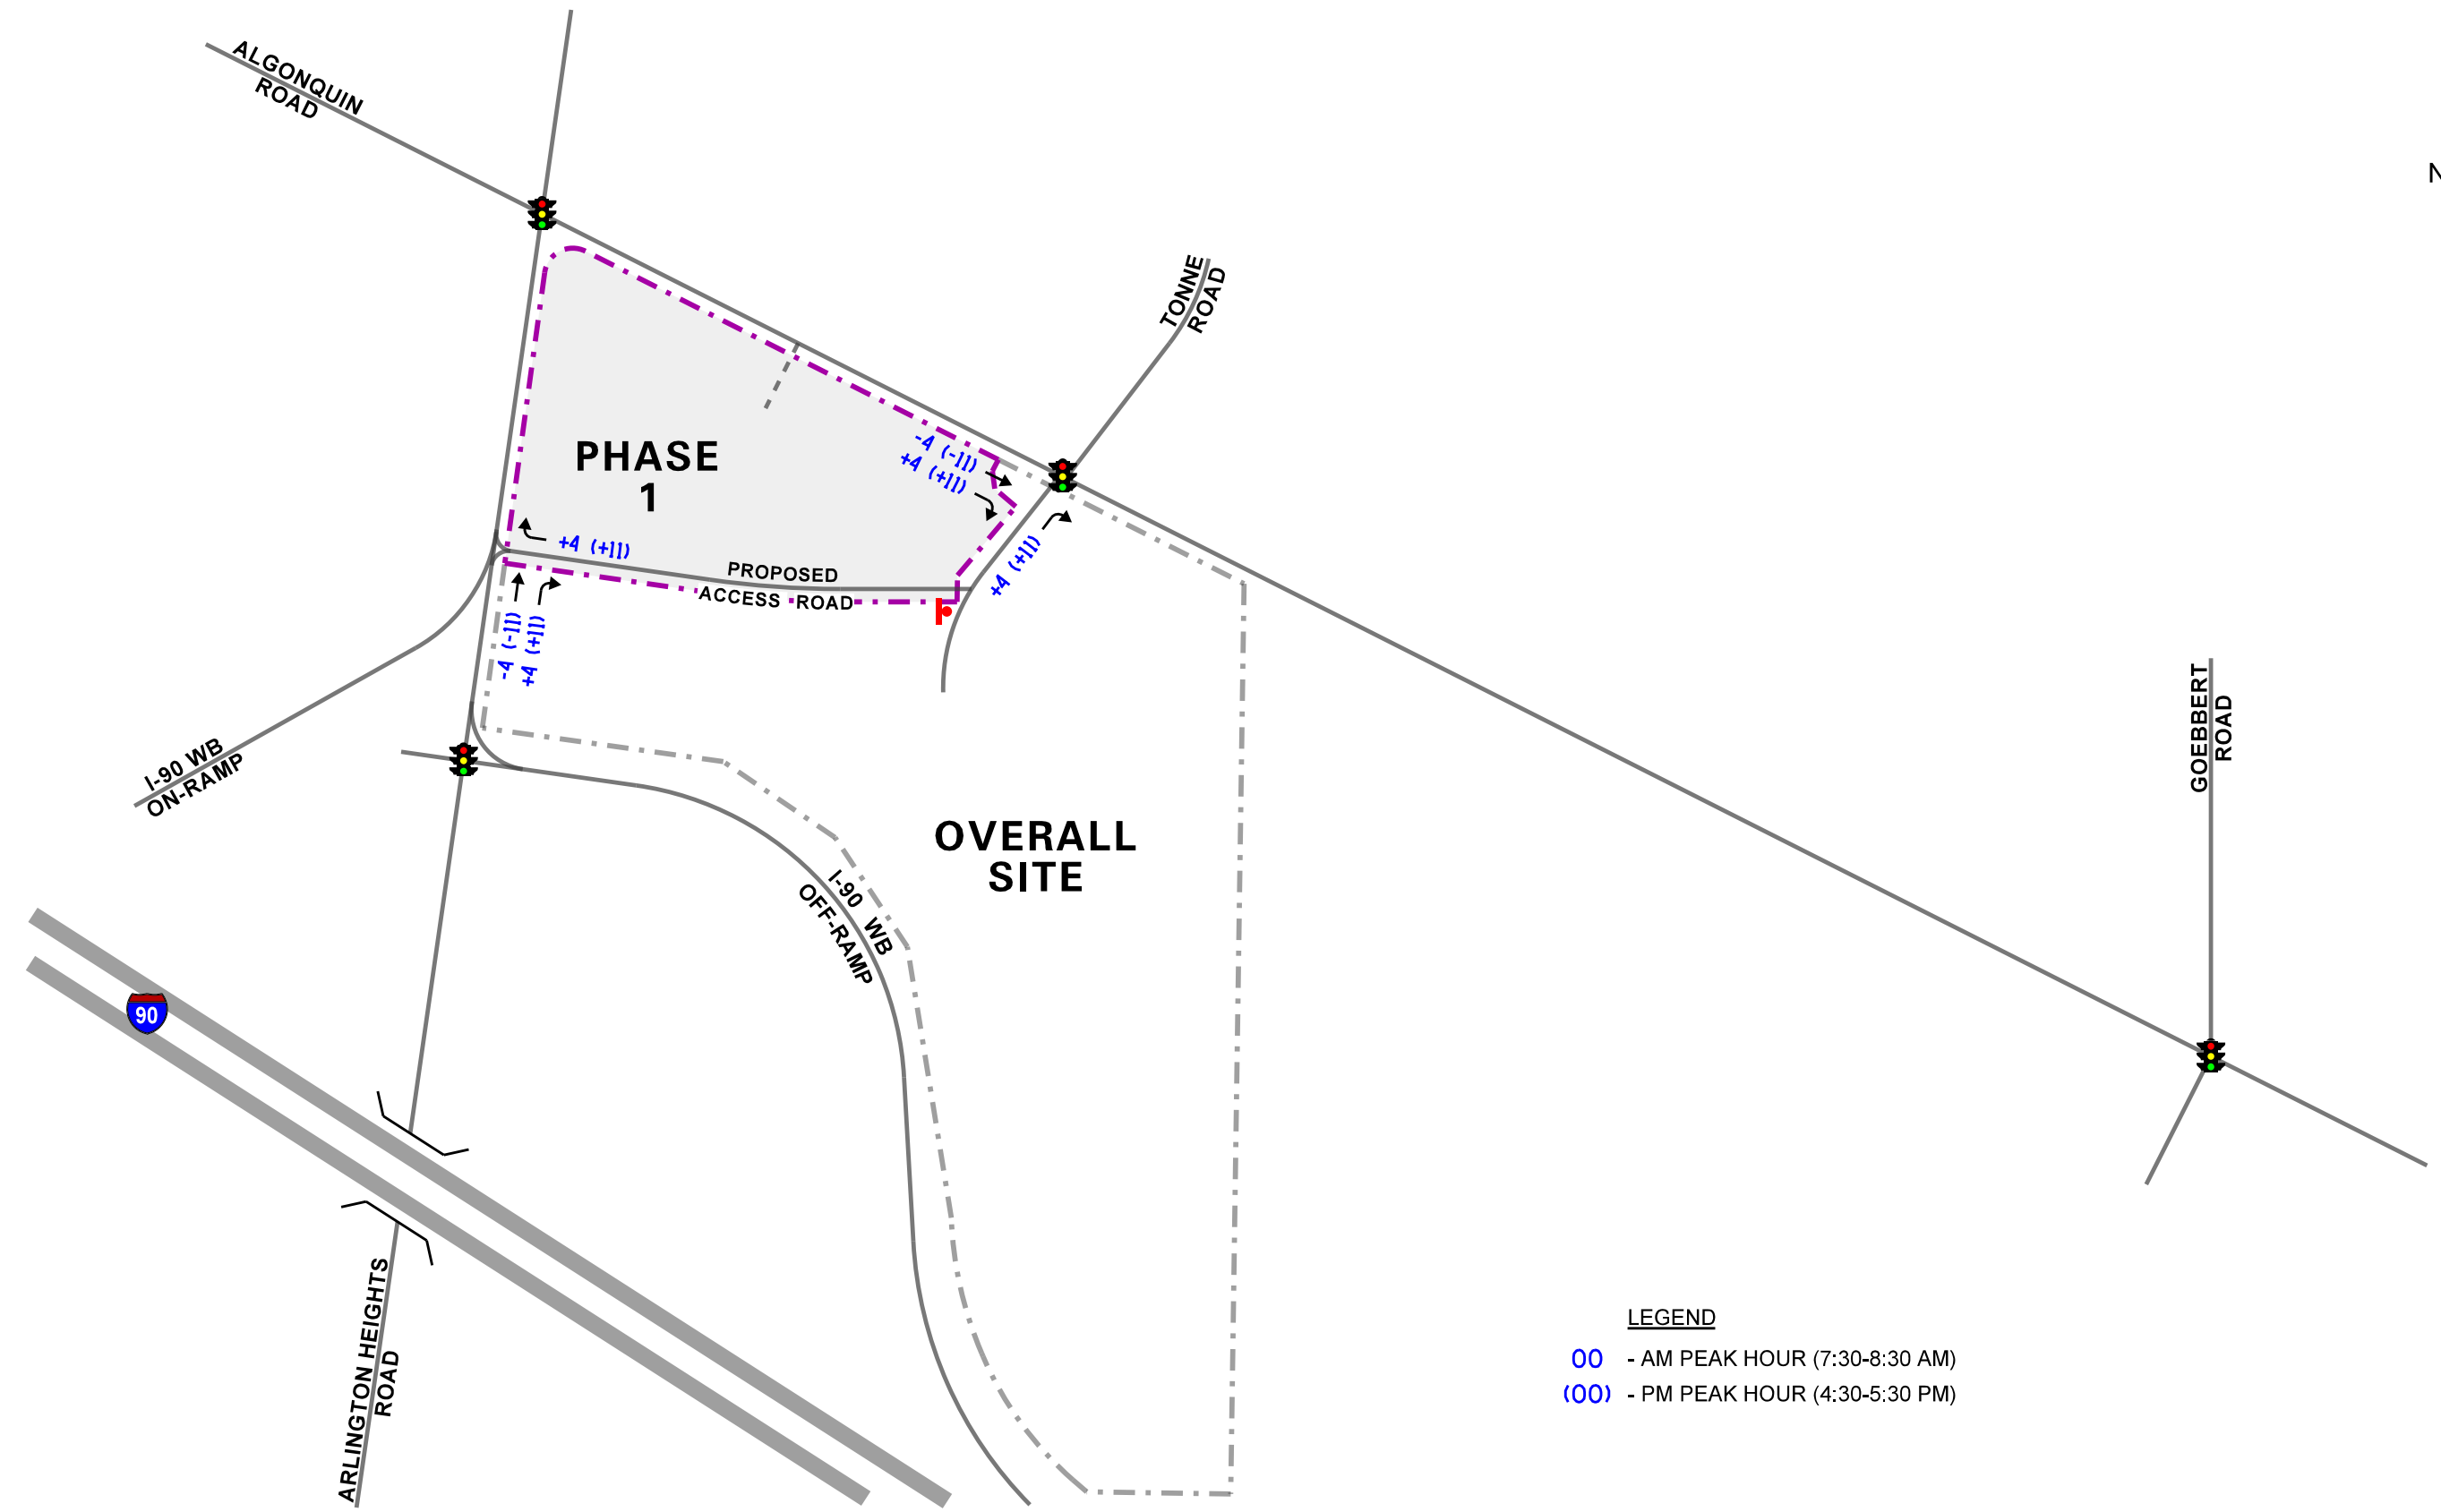 ALGONQUIN
ROAD
N
TONNE
ROAD
PHASE
1
-4 (-11)
+4 (+11)
+4 (+11)
PROPOSED
ACCESS ROAD
+4 (+11)
-4 (-11)
+4 (+11)
I-90 WB
ON-RAMP
GOEBBERT
ROAD
OVERALL
SITE
I-90 WB
OFF-RAMP
90
ARLINGTON HEIGHTS
ROAD
LEGEND
00 - AM PEAK HOUR (7:30-8:30 AM)
(00) - PM PEAK HOUR (4:30-5:30 PM)